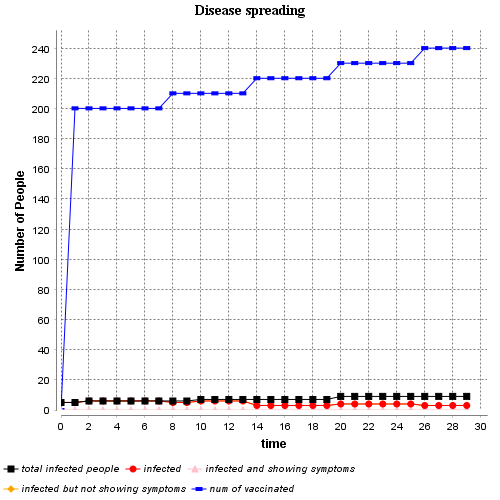 Disease spreading
240
220
200
180
160
140
120
100
80
60
40
20
0
Number of People
0 2 4 6 8 10 12 14 16 18 20 22 24 26 28 30
time
total infected people infected infected and showing symptoms
infected but not showing symptoms num of vaccinated